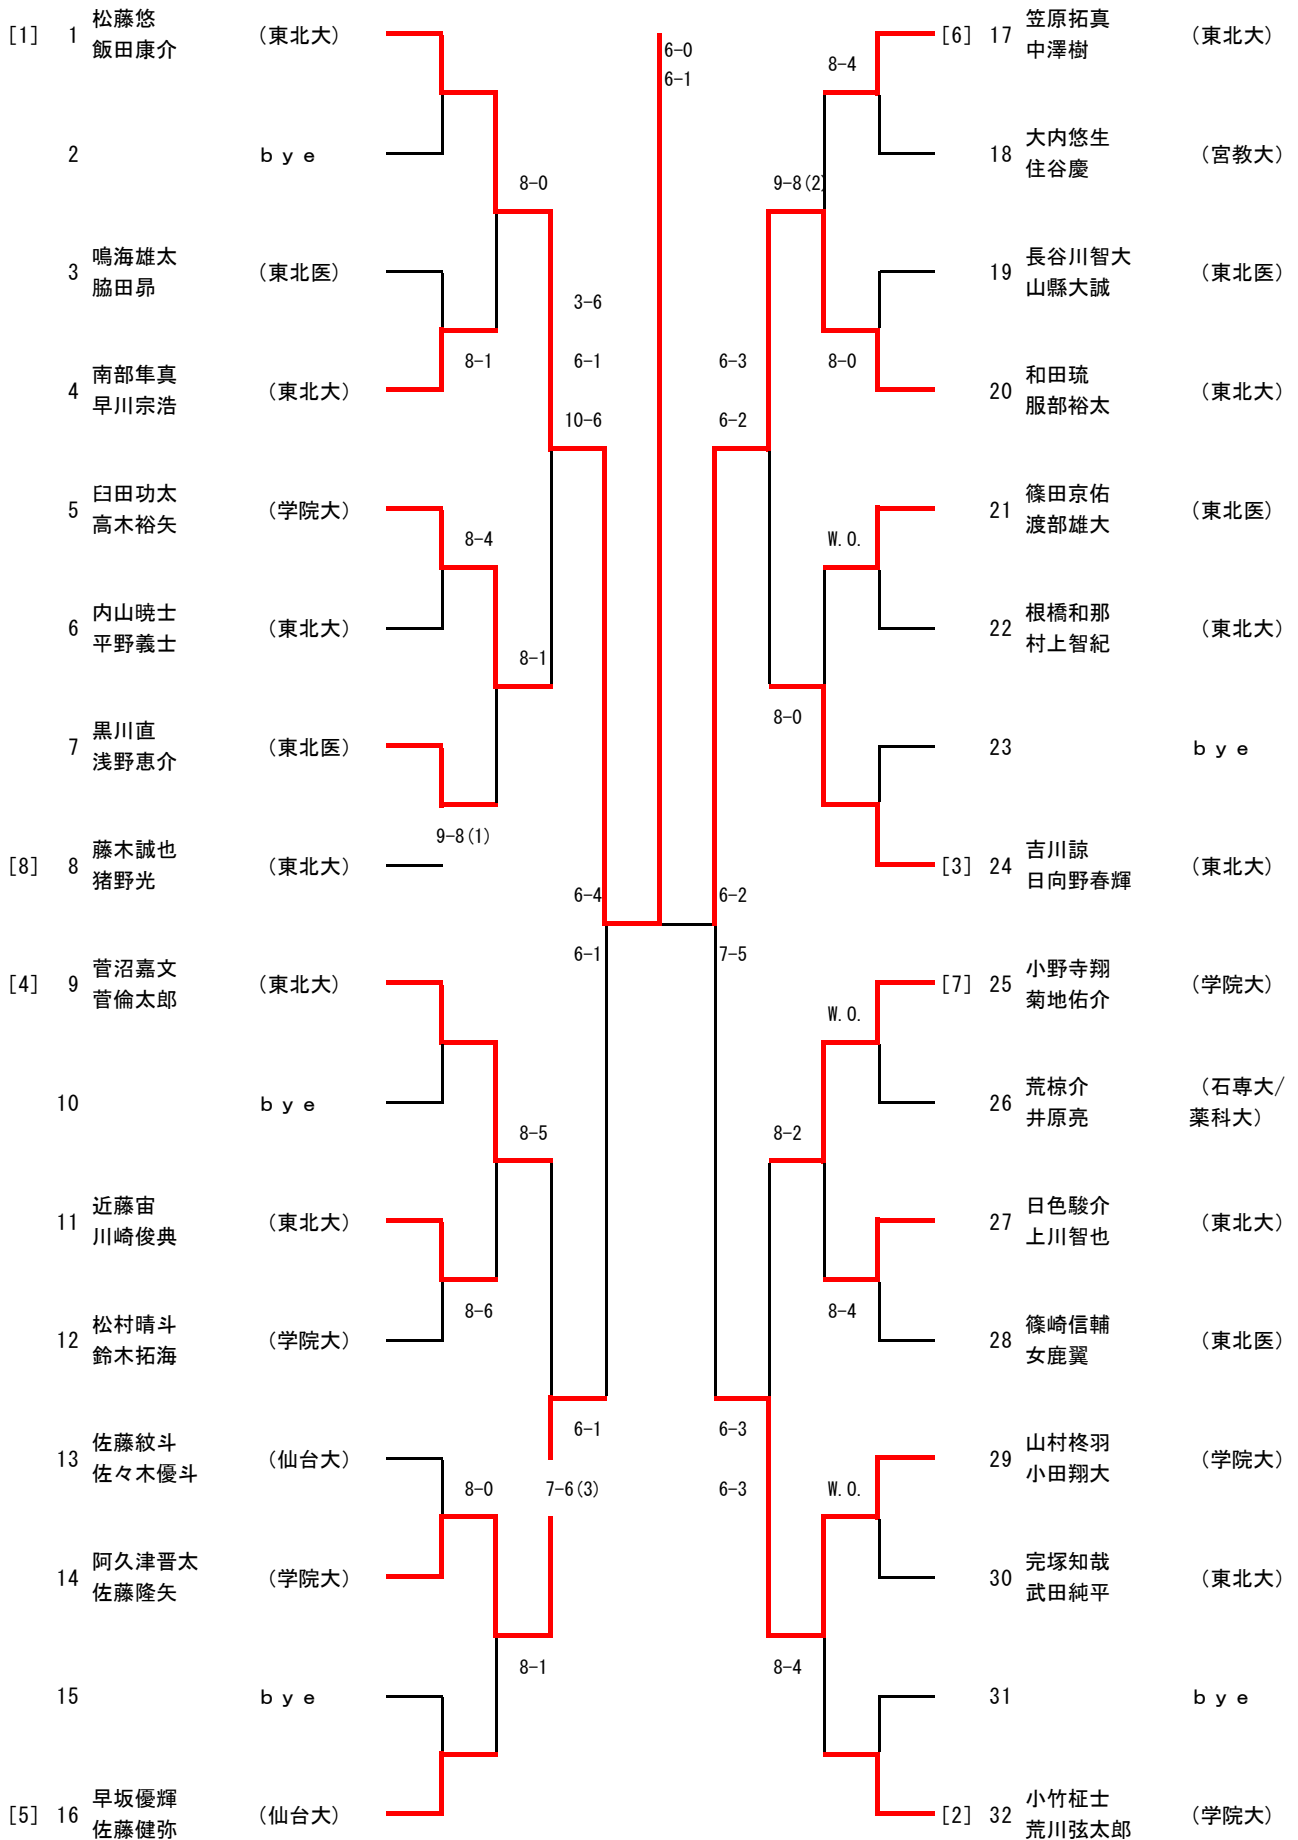 [1] 1 松藤悠 (東北大)
飯田康介
2 bye
3 鳴海雄太 (東北医)
脇田昴
4 南部隼真 (東北大)
早川宗浩
5 臼田功太 (学院大)
高木裕矢
6 内山暁士 (東北大)
平野義士
7 黒川直 (東北医)
浅野恵介
[8] 8 藤木誠也 (東北大)
猪野光
[4] 9 菅沼嘉文 (東北大)
菅倫太郎
10 bye
11 近藤宙 (東北大)
川崎俊典
12 松村晴斗 (学院大)
鈴木拓海
13 佐藤紋斗 (仙台大)
佐々木優斗
14 阿久津晋太 (学院大)
佐藤隆矢
15 bye
[5] 16 早坂優輝 (仙台大)
佐藤健弥
8-1
8-4
9-8(1)
8-6
8-0
8-0
8-1
8-5
8-1
3-6
6-1
10-6
6-1
7-6(3)
6-4
6-1
6-0
6-1
6-2
7-5
6-3
6-2
6-3
6-3
9-8(2)
8-0
8-2
8-4
8-4
8-0
W.O.
W.O.
8-4
W.O.
[6] 17 笠原拓真 (東北大)
中澤樹
18 大内悠生 (宮教大)
住谷慶
19 長谷川智大 (東北医)
山縣大誠
20 和田琉 (東北大)
服部裕太
21 篠田京佑 (東北医)
渡部雄大
22 根橋和那 (東北大)
村上智紀
23 bye
[3] 24 吉川諒 (東北大)
日向野春輝
[7] 25 小野寺翔 (学院大)
菊地佑介
26 荒椋介 (石専大/
井原亮 薬科大)
27 日色駿介 (東北大)
上川智也
28 篠崎信輔 (東北医)
女鹿翼
29 山村柊羽 (学院大)
小田翔大
30 完塚知哉 (東北大)
武田純平
31 bye
[2] 32 小竹柾士 (学院大)
荒川弦太郎